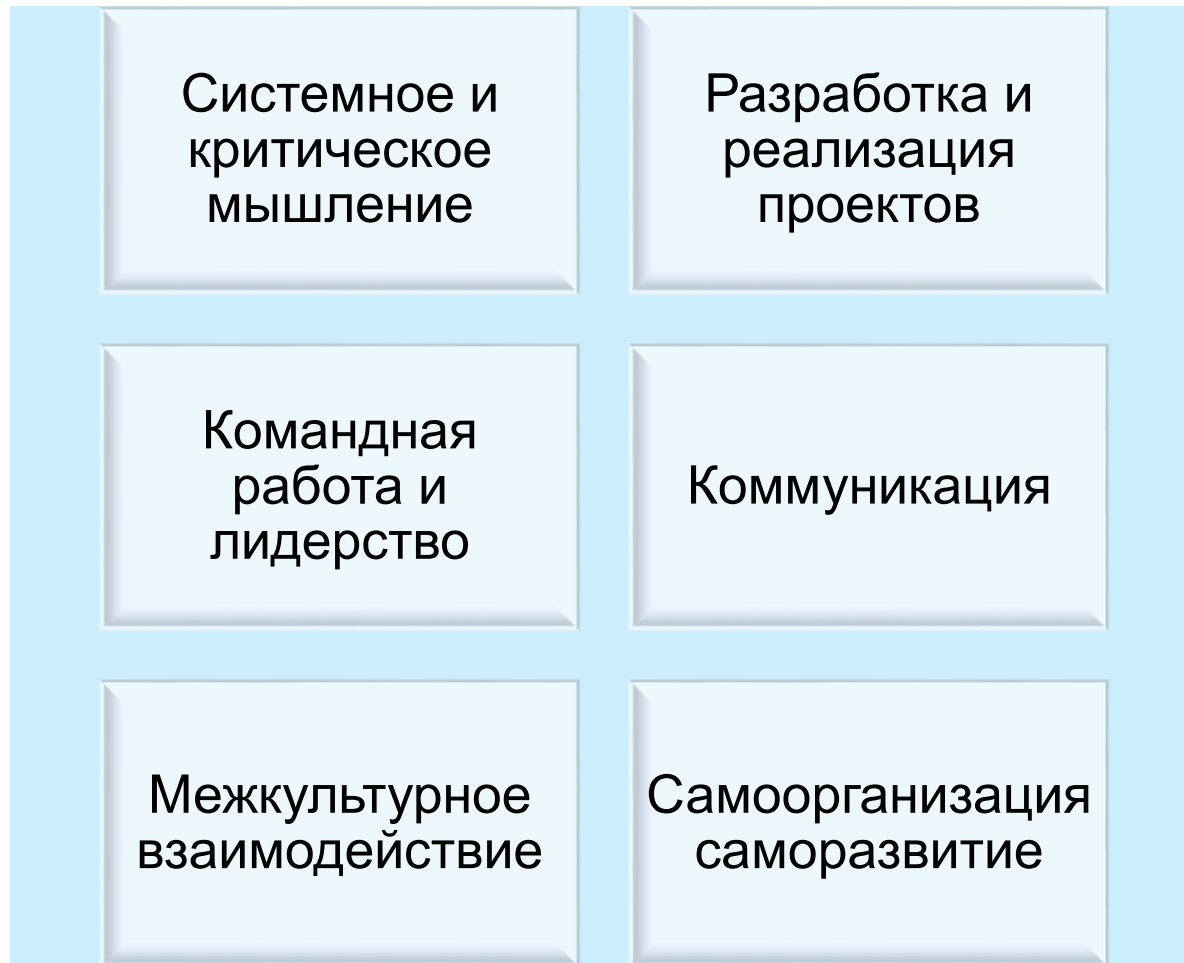 Системное и
критическое
мышление
Разработка и
реализация
проектов
Командная
работа и
лидерство
Коммуникация
Межкультурное
взаимодействие
Самоорганизация
саморазвитие